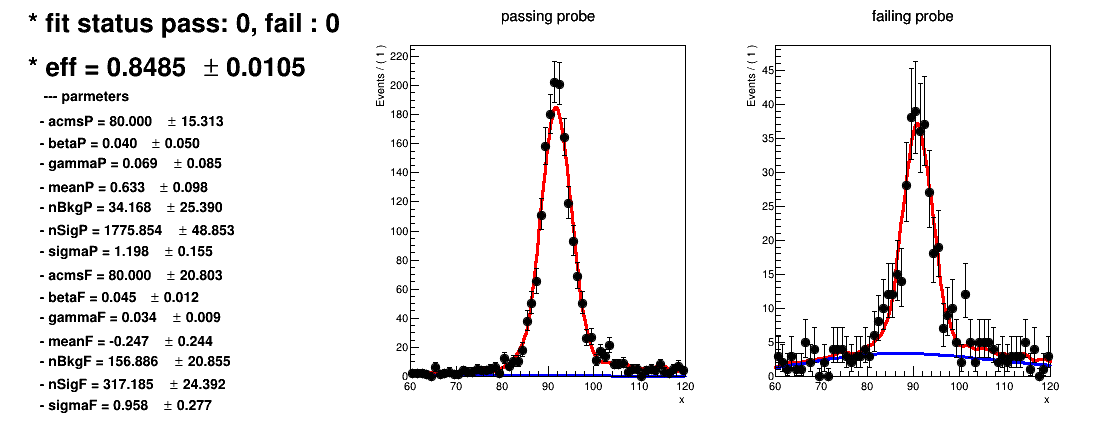 * fit status pass: 0, fail : 0
* eff = 0.8485 ± 0.0105
--- parmeters
- acmsP = 80.000 ± 15.313
- betaP = 0.040 ± 0.050
- gammaP = 0.069 ± 0.085
- meanP = 0.633 ± 0.098
- nBkgP = 34.168 ± 25.390
- nSigP = 1775.854 ± 48.853
- sigmaP = 1.198 ± 0.155
- acmsF = 80.000 ± 20.803
- betaF = 0.045 ± 0.012
- gammaF = 0.034 ± 0.009
- meanF = -0.247 ± 0.244
- nBkgF = 156.886 ± 20.855
- nSigF = 317.185 ± 24.392
- sigmaF = 0.958 ± 0.277
passing probe
Events / ( 1 )
220
200
180
160
140
120
100
80
60
40
20
0
60 70 80 90 100 110 120
x
failing probe
Events / ( 1 )
45
40
35
30
25
20
15
10
5
0
60 70 80 90 100 110 120
x